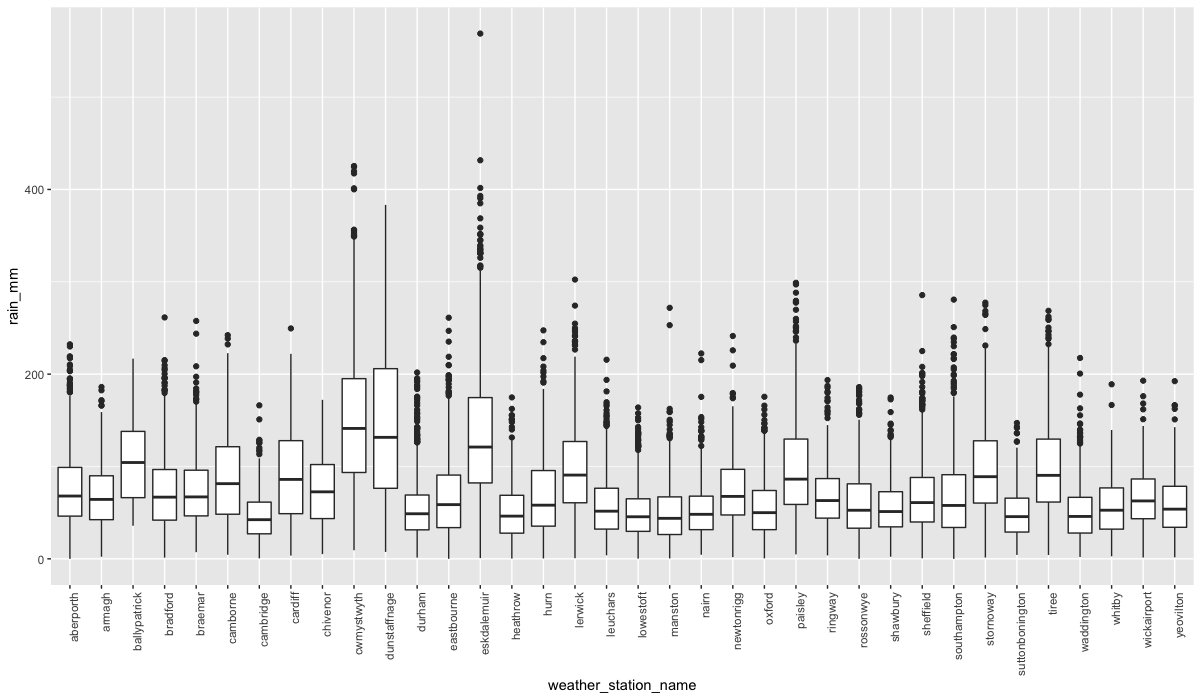 rain_mm
400
200
0
aberporth
armagh
ballypatrick
bradford
braemar
camborne
cambridge
cardiff
chivenor
cwmystwyth
dunstaffnage
durham
eastbourne
eskdalemuir
heathrow
hurn
lerwick
leuchars
lowestoft
manston
nairn
newtonrigg
oxford
paisley
ringway
rossonwye
shawbury
sheffield
southampton
stornoway
suttonbonington
tiree
waddington
whitby
wickairport
yeovilton
weather_station_name